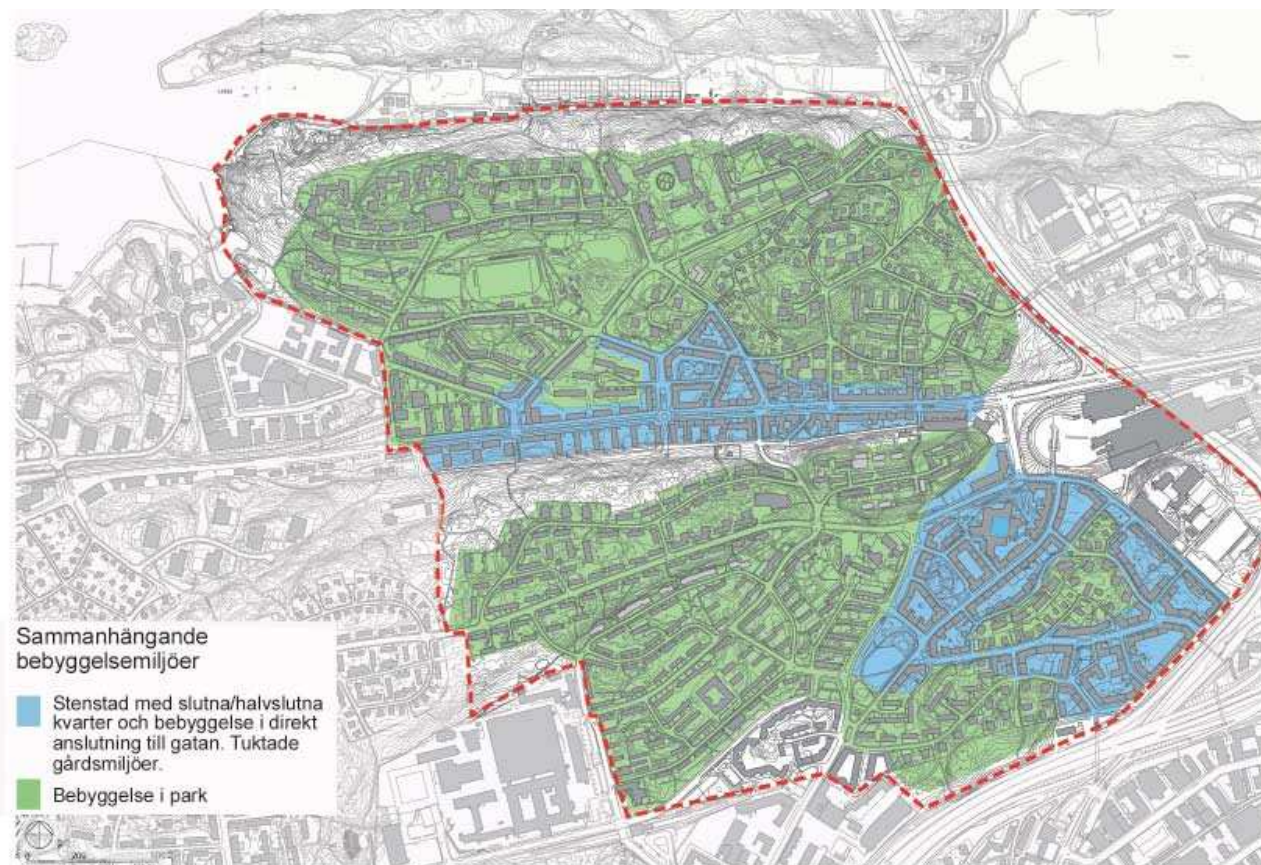 Sammanhängande
bebyggelsemiljöer
Stenstad med slutna/halvslutna
kvarter och bebyggelse i direkt
anslutning till gatan. Tuktade
gårdsmiljöer.
Bebyggelse i park